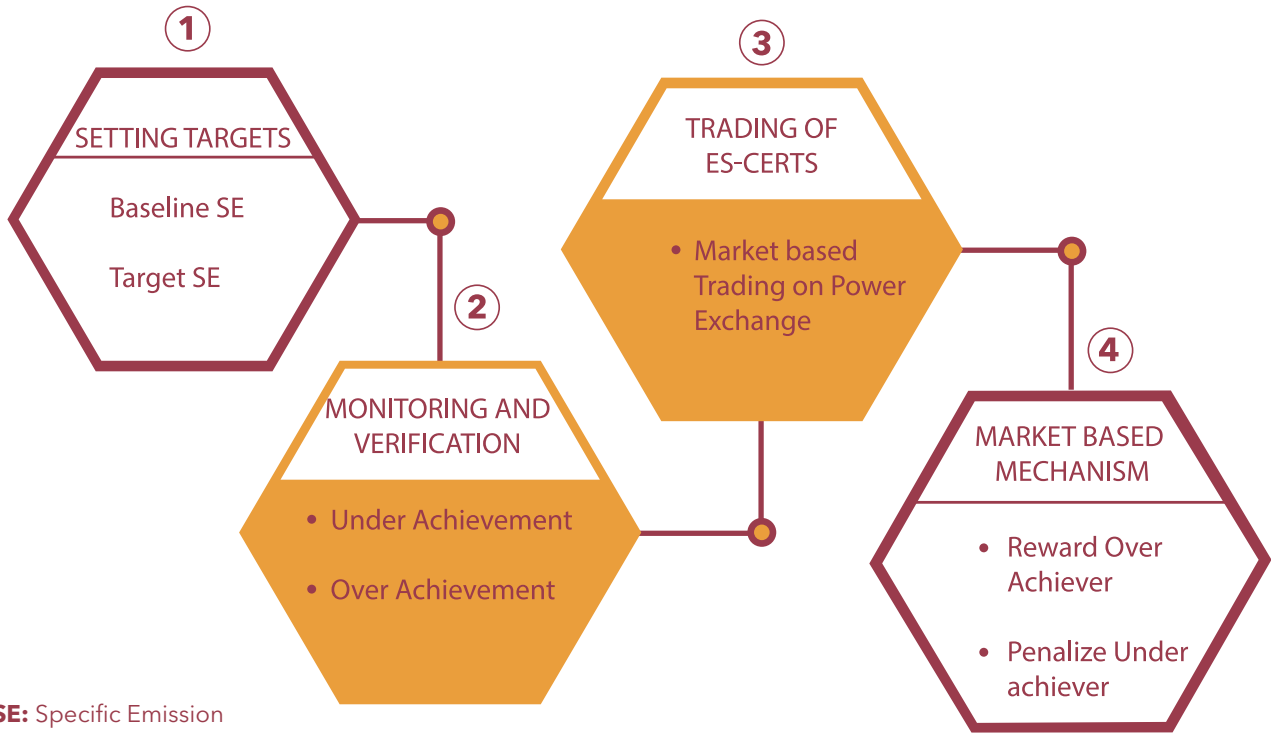 1
SETTING TARGETS
Baseline SE
Target SE
2
MONITORING AND
VERIFICATION
• Under Achievement
• Over Achievement
3
TRADING OF
ES-CERTS
• Market based
Trading on Power
Exchange
4
MARKET BASED
MECHANISM
• Reward Over
Achiever
• Penalize Under
achiever
SE: Specific Emission